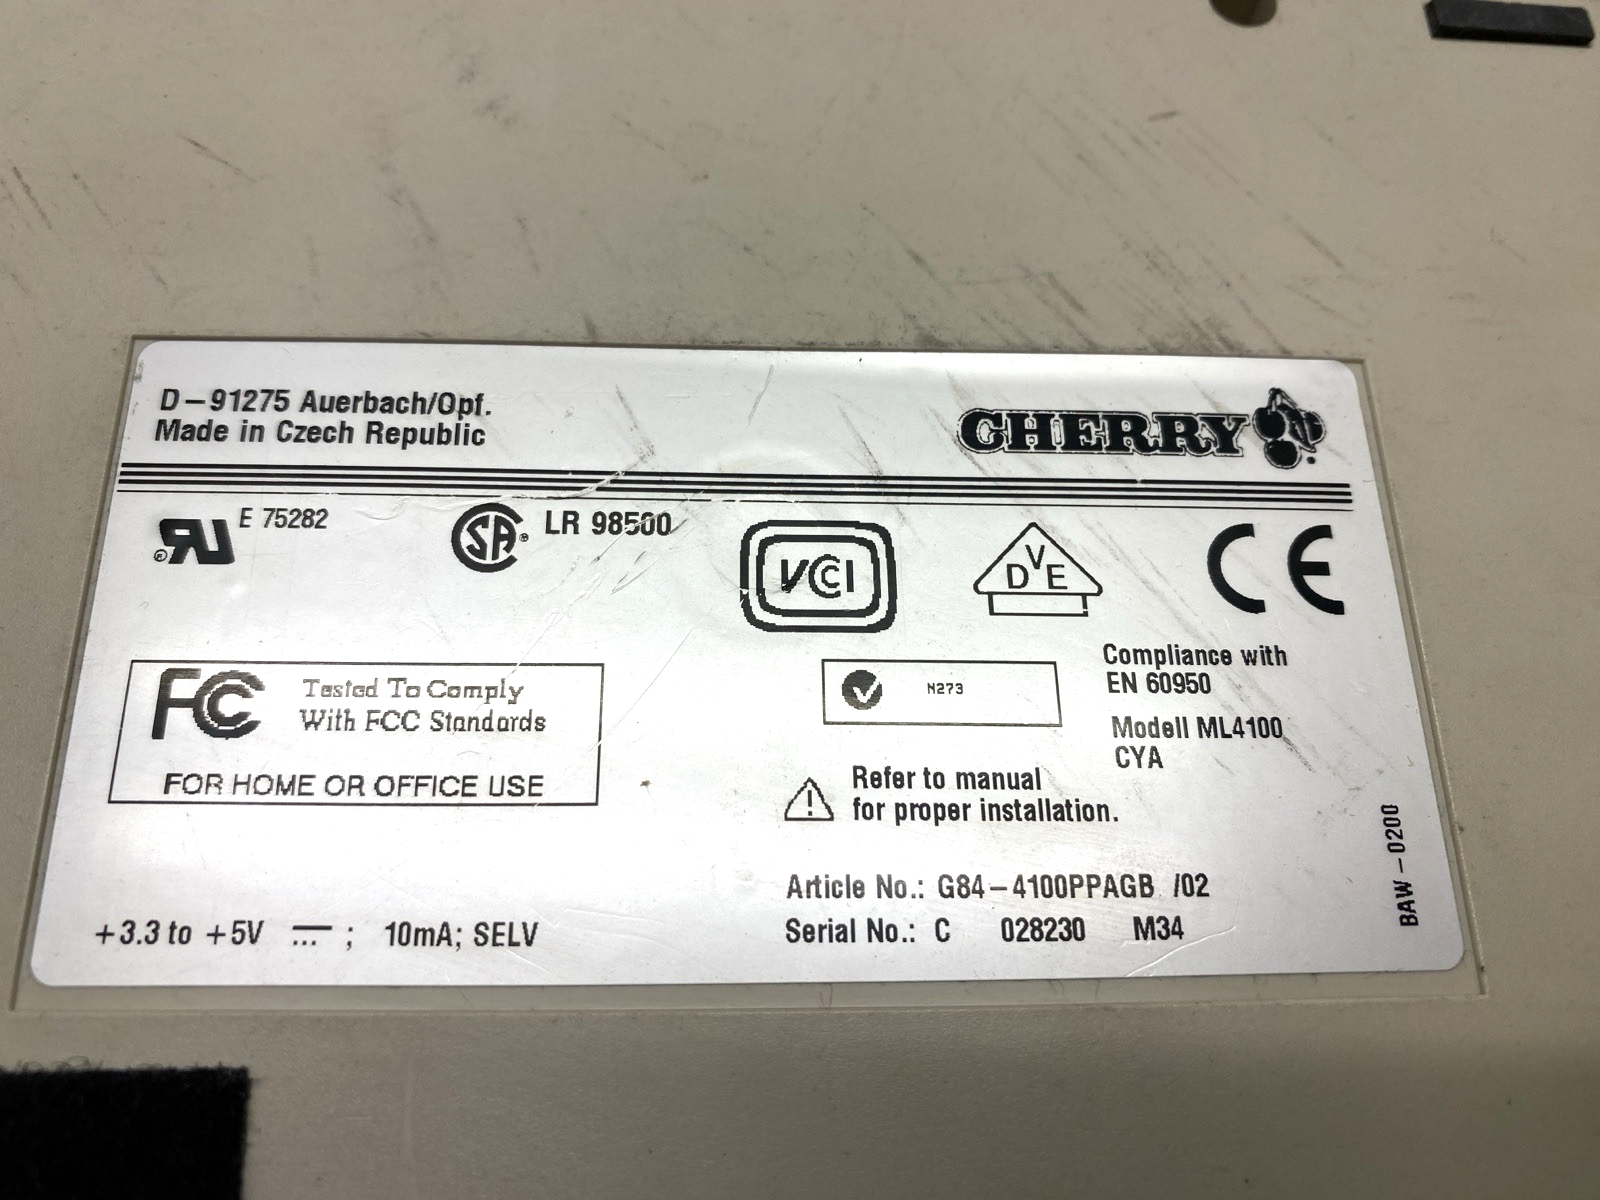 D–91275 Auerbach/Opf.
Made in Czech Republic
CHERRY
E 75282
LR 98500
VCCI
VDE
CE
FC Tested To Comply
With FCC Standards
FOR HOME OR OFFICE USE
N273
Compliance with
EN 60950
Modell ML4100
CYA
Refer to manual
for proper installation.
Article No.: G84–4100PPAGB /02
Serial No.: C 028230 M34
+3.3 to +5V ; 10mA; SELV
BAW–0200